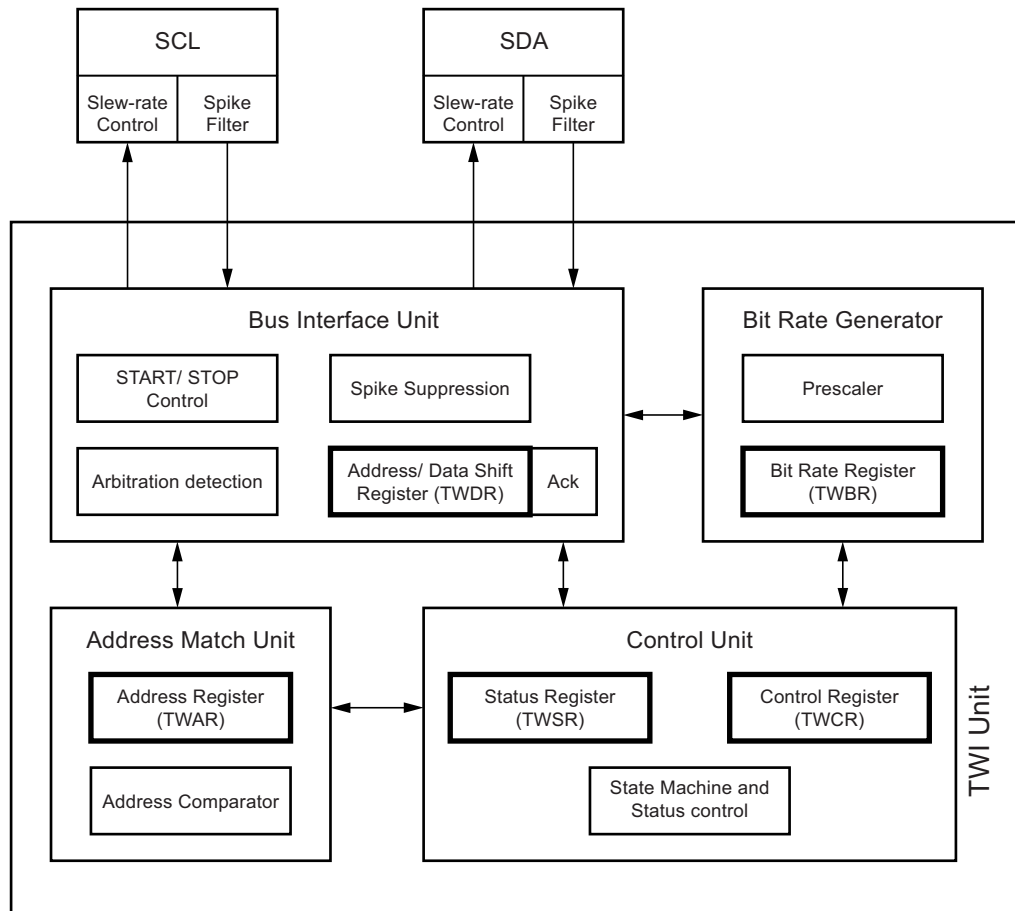 SCL
Slew-rate
Control
Spike
Filter
SDA
Slew-rate
Control
Spike
Filter
Bus Interface Unit
START/ STOP
Control
Spike Suppression
Arbitration detection
Address/ Data Shift
Register (TWDR)
Ack
Bit Rate Generator
Prescaler
Bit Rate Register
(TWBR)
Address Match Unit
Address Register
(TWAR)
Address Comparator
Control Unit
Status Register
(TWSR)
Control Register
(TWCR)
State Machine and
Status control
TWI Unit